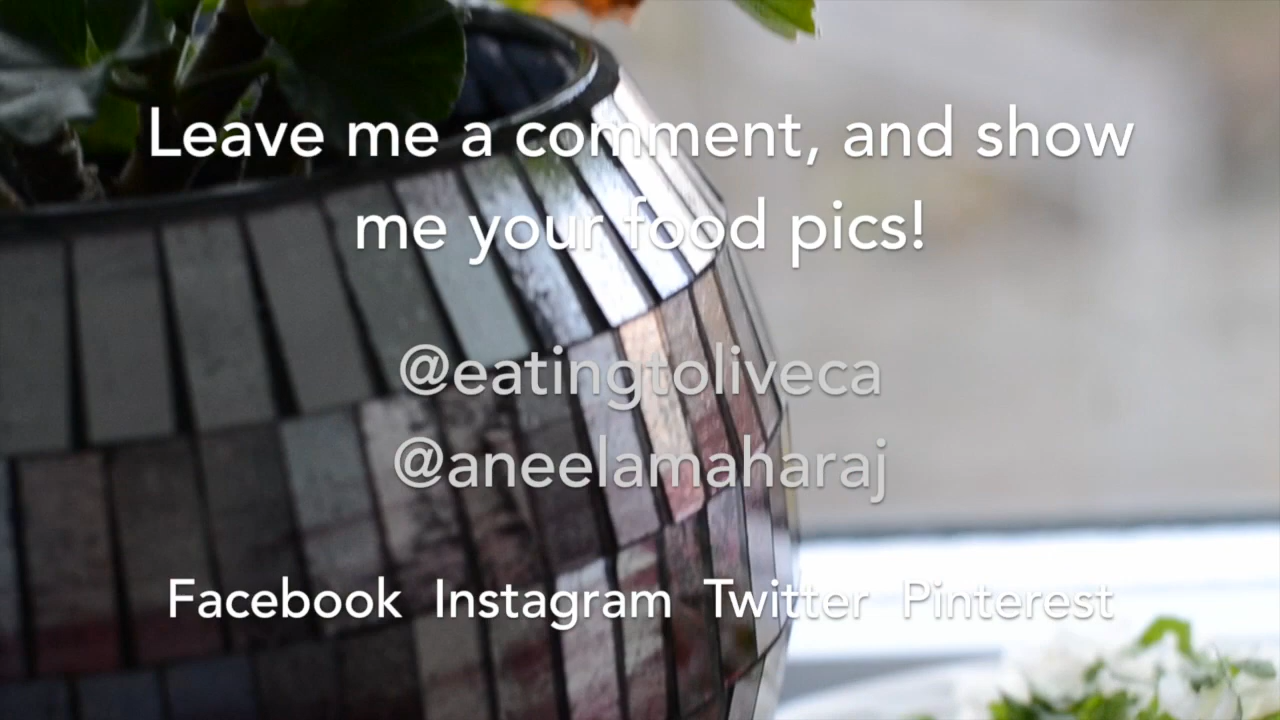 Leave me a comment, and show
me your food pics!
@eatingtoliveca
@aneelamaharaj
Facebook Instagram Twitter Pinterest